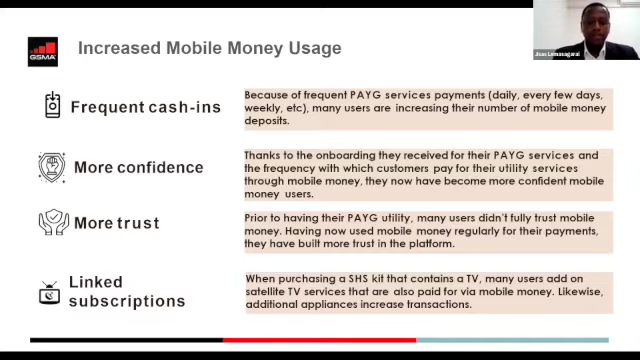 GSMA
Increased Mobile Money Usage
Jisas Lemasagarai
Frequent cash-ins
Because of frequent PAYG services payments (daily, every few days,
weekly, etc), many users are increasing their number of mobile money
deposits.
More confidence
Thanks to the onboarding they received for their PAYG services and
the frequency with which customers pay for their utility services
through mobile money, they now have become more confident mobile
money users.
More trust
Prior to having their PAYG utility, many users didn't fully trust mobile
money. Having now used mobile money regularly for their payments,
they have built more trust in the platform.
Linked
subscriptions
When purchasing a SHS kit that contains a TV, many users add on
satellite TV services that are also paid for via mobile money. Likewise,
additional appliances increase transactions.